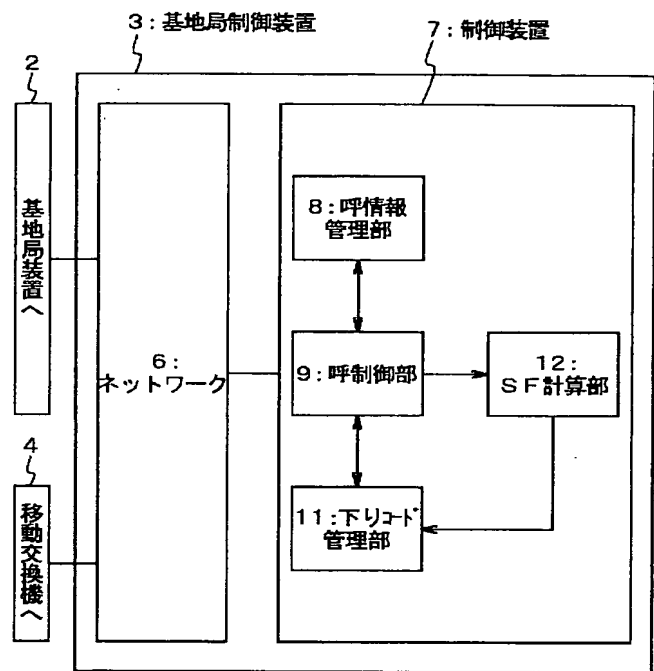 3:基地局制御装置
7:制御装置
2
基地局装置へ
8:呼情報
管理部
6:
ネットワーク
9:呼制御部
12:
SF計算部
4
移動交換機へ
11:下りコード
管理部